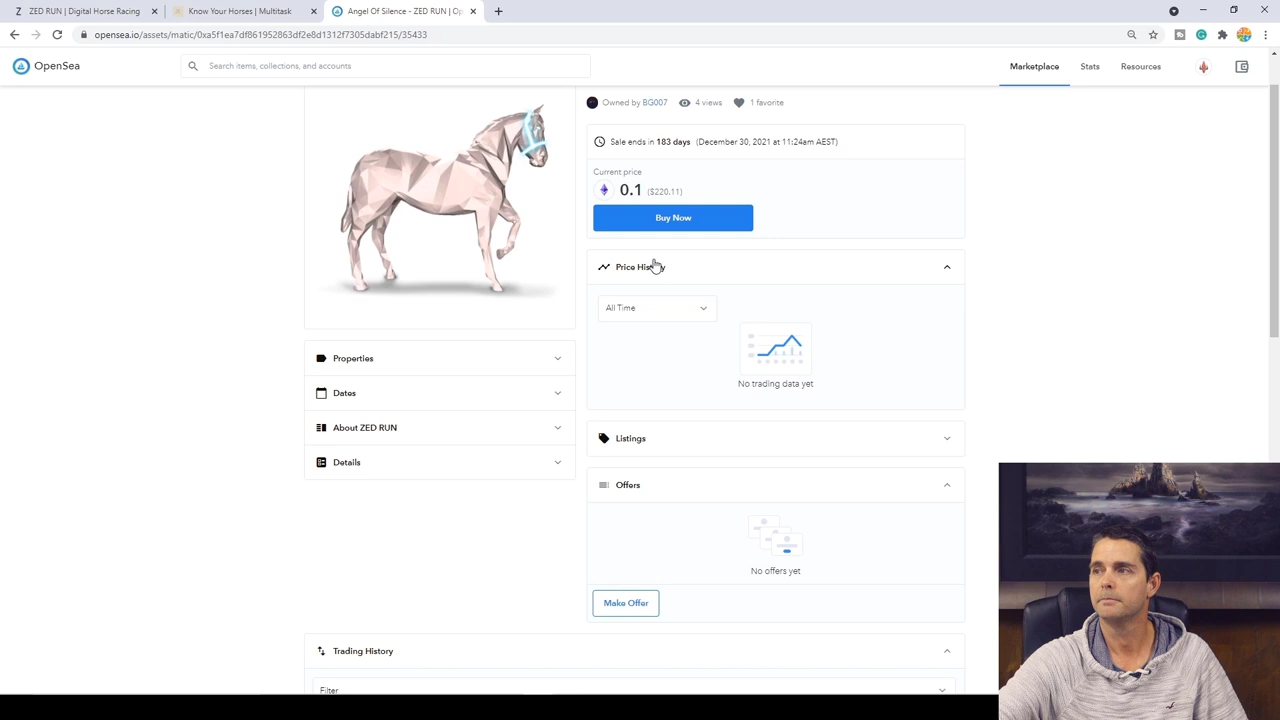 ZED RUN | Digital Horse Racing
Know Your Horses | Multitask
Angel Of Silence - ZED RUN | Op
opensea.io/assets/matic/0xa5f1ea7df861952863df2e8d1312f7305dabf215/35433
OpenSea
Search items, collections, and accounts
Marketplace
Stats
Resources
Owned by BG007
4 views
1 favorite
Sale ends in 183 days (December 30, 2021 at 11:24am AEST)
Current price
0.1 ($220.11)
Buy Now
Price History
All Time
No trading data yet
Properties
Dates
About ZED RUN
Details
Listings
Offers
No offers yet
Make Offer
Trading History
Filter